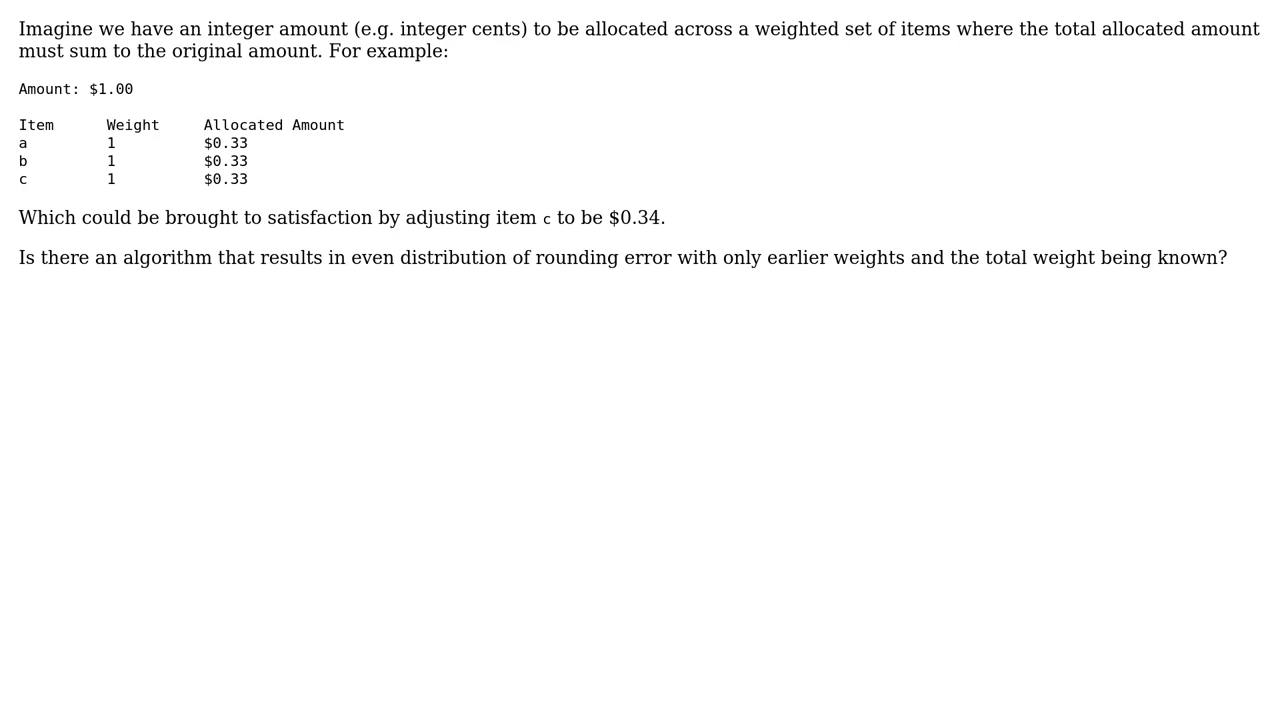 Imagine we have an integer amount (e.g. integer cents) to be allocated across a weighted set of items where the total allocated amount
must sum to the original amount. For example:
Amount: $1.00
Item      Weight     Allocated Amount
a         1          $0.33
b         1          $0.33
c         1          $0.33
Which could be brought to satisfaction by adjusting item c to be $0.34.
Is there an algorithm that results in even distribution of rounding error with only earlier weights and the total weight being known?